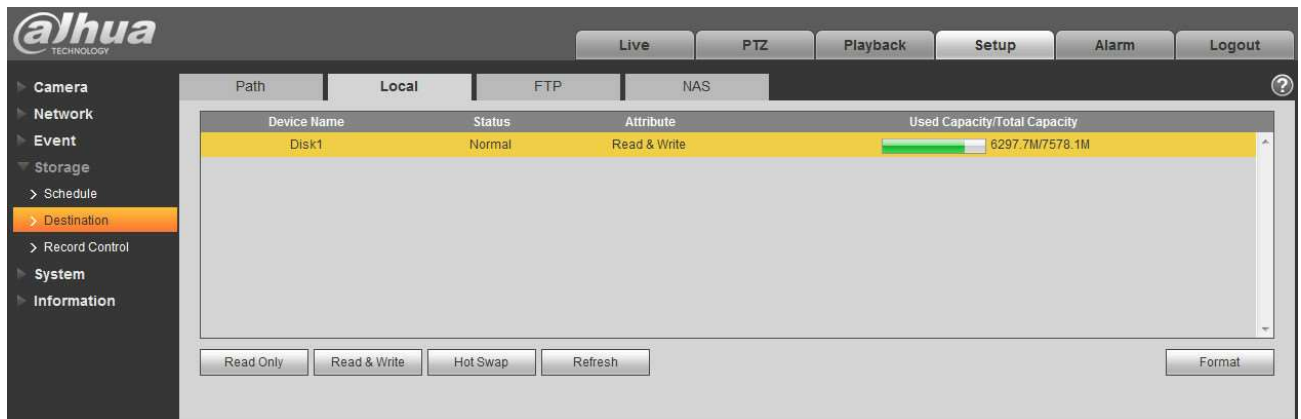 alhua
TECHNOLOGY
Live PTZ Playback Setup Alarm Logout
Camera
Network
Event
Storage
Schedule
Destination
Record Control
System
Information
Path Local FTP NAS
?
Device Name Status Attribute Used Capacity/Total Capacity
Disk1 Normal Read & Write 6297.7M/7578.1M
Read Only Read & Write Hot Swap Refresh Format